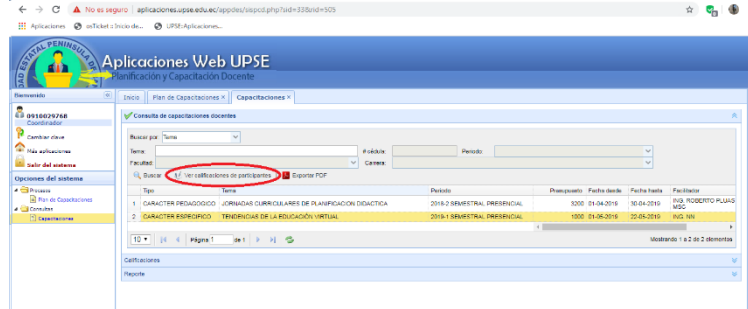 No es seguro | aplicaciones.upse.edu.ec/appdes/sispcd.php?sid=33&nid=505
Aplicaciones osTicket :: Inicio de... UPSE:Aplicaciones...
Aplicaciones Web UPSE
Planificación y Capacitación Docente
Bienvenido
Inicio Plan de Capacitaciones × Capacitaciones ×
0910029768
Coordinador
Cambiar clave
Más aplicaciones
Salir del sistema
Opciones del sistema
Procesos
Plan de Capacitaciones
Consultas
Capacitaciones
Consulta de capacitaciones docentes
Buscar por: Tema
Tema: # cédula: Periodo:
Facultad: Carrera:
Buscar Ver calificaciones de participantes Exportar PDF
Tipo Tema Periodo Presupuesto Fecha desde Fecha hasta Facilitador
1 CARACTER PEDAGOGICO JORNADAS CURRICULARES DE PLANIFICACION DIDACTICA 2018-2 SEMESTRAL PRESENCIAL 3200 01-04-2019 30-04-2019 ING. ROBERTO PLUAS MSC
2 CARACTER ESPECIFICO TENDENCIAS DE LA EDUCACIÓN VIRTUAL 2019-1 SEMESTRAL PRESENCIAL 1000 01-05-2019 22-05-2019 ING. NN
10 Página 1 de 1 Mostrando 1 a 2 de 2 elementos
Calificaciones
Reporte